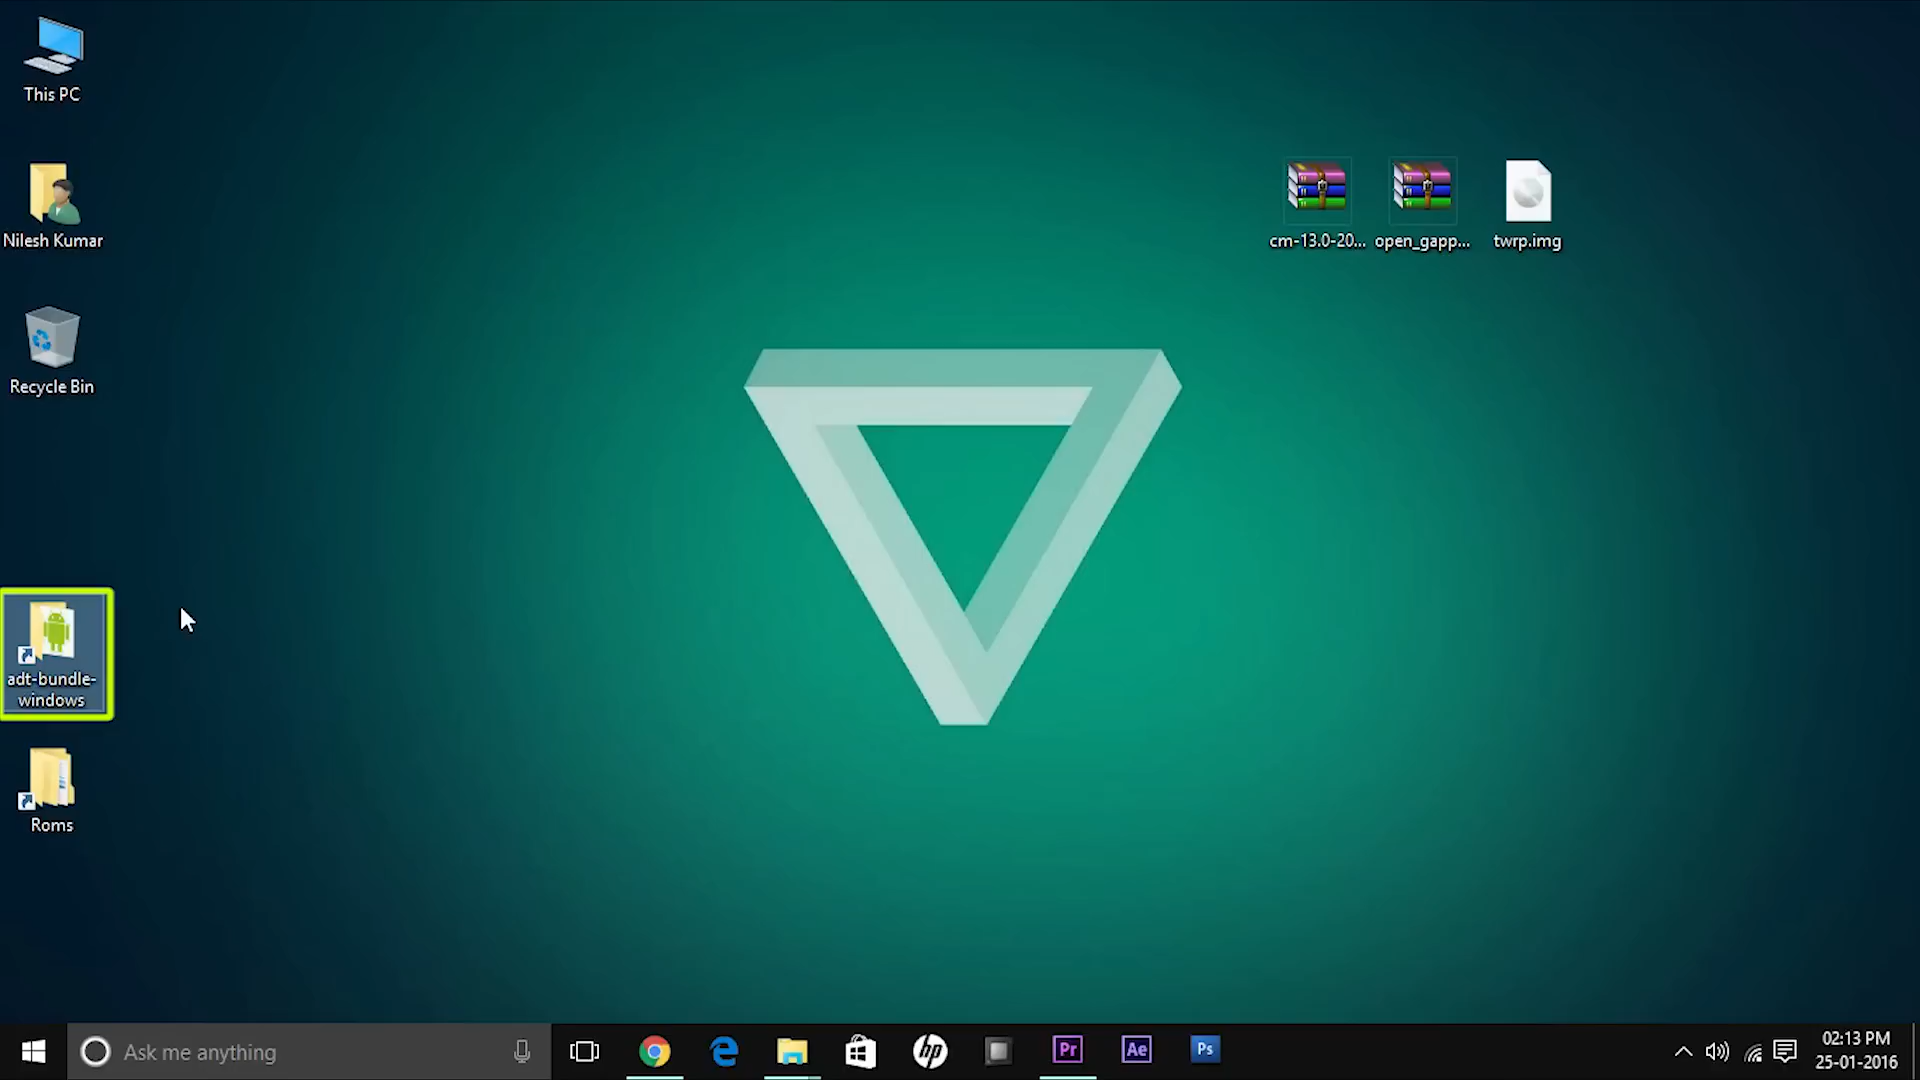 This PC
Nilesh Kumar
Recycle Bin
adt-bundle-
windows
Roms
cm-13.0-20...
open_gapp...
twrp.img
Ask me anything
hp
Pr
Ae
Ps
02:13 PM
25-01-2016